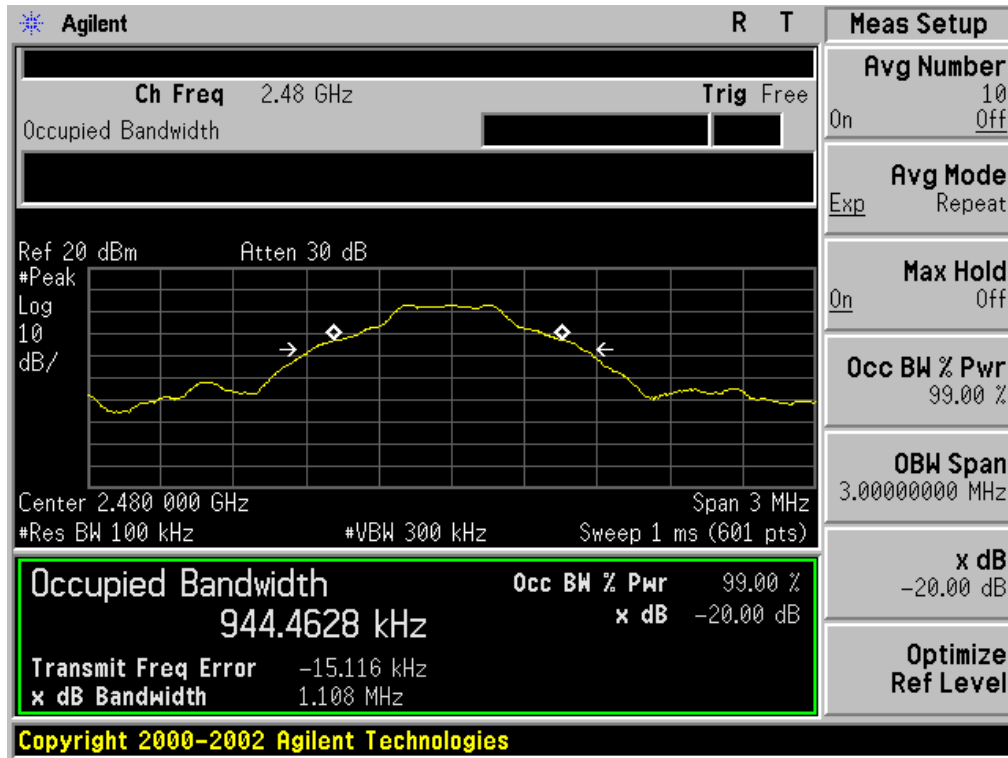 Agilent R T
Ch Freq 2.48 GHz Trig Free
Occupied Bandwidth
Ref 20 dBm Atten 30 dB
#Peak
Log
10
dB/
Center 2.480 000 GHz Span 3 MHz
#Res BW 100 kHz #VBW 300 kHz Sweep 1 ms (601 pts)
Occupied Bandwidth Occ BW % Pwr 99.00 %
944.4628 kHz x dB -20.00 dB
Transmit Freq Error -15.116 kHz
x dB Bandwidth 1.108 MHz
Copyright 2000-2002 Agilent Technologies
Meas Setup
Avg Number
10
On Off
Avg Mode
Exp Repeat
Max Hold
On Off
Occ BW % Pwr
99.00 %
OBW Span
3.00000000 MHz
x dB
-20.00 dB
Optimize
Ref Level